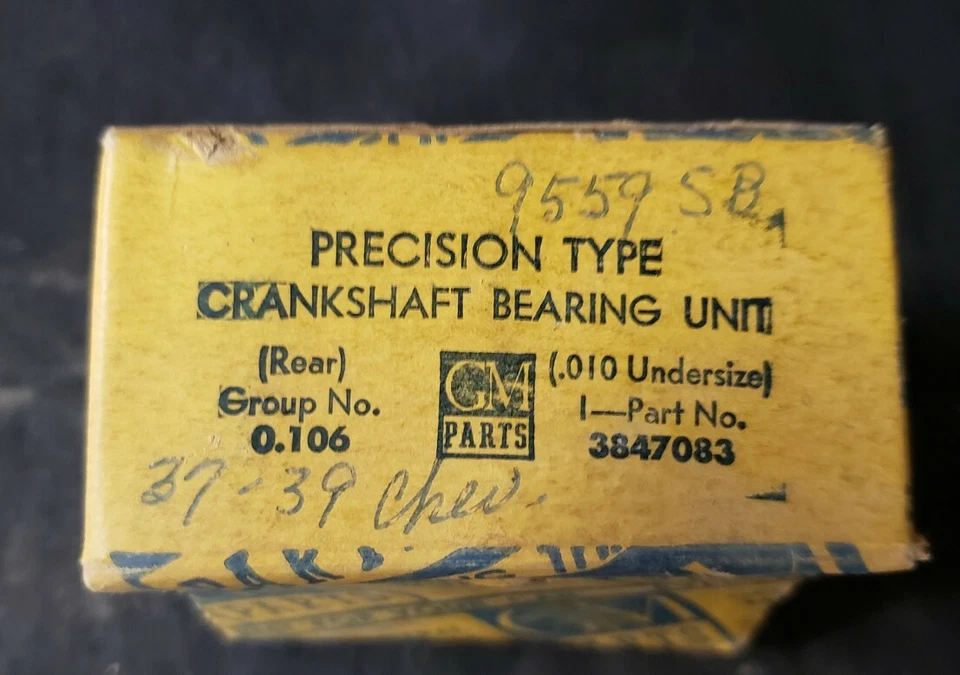 9559 SB
PRECISION TYPE
CRANKSHAFT BEARING UNIT
(Rear)
Group No.
0.106
GM
PARTS
(.010 Undersize)
1—Part No.
3847083
37-39 Chev.